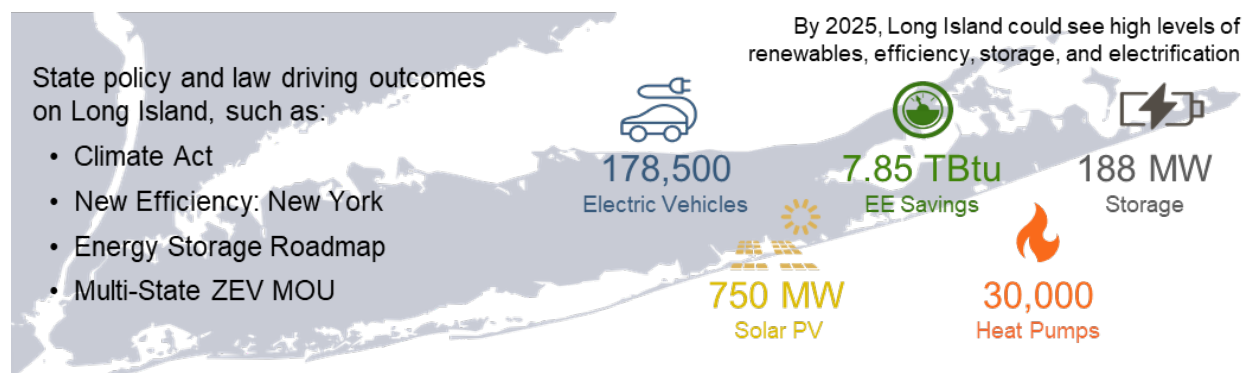 By 2025, Long Island could see high levels of
renewables, efficiency, storage, and electrification
State policy and law driving outcomes
on Long Island, such as:
• Climate Act
• New Efficiency: New York
• Energy Storage Roadmap
• Multi-State ZEV MOU
178,500
Electric Vehicles
7.85 TBtu
EE Savings
188 MW
Storage
750 MW
Solar PV
30,000
Heat Pumps